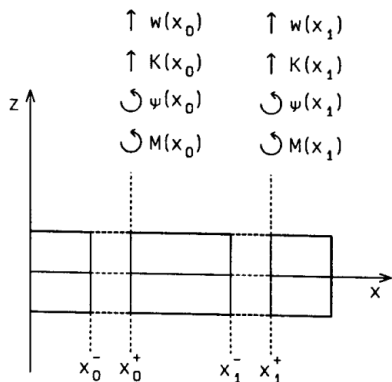 ↑ w(x₀) ↑ w(x₁)
↑ K(x₀) ↑ K(x₁)
z ↺ ψ(x₀) ↺ ψ(x₁)
↺ M(x₀) ↺ M(x₁)
x
x₀⁻ x₀⁺ x₁⁻ x₁⁺